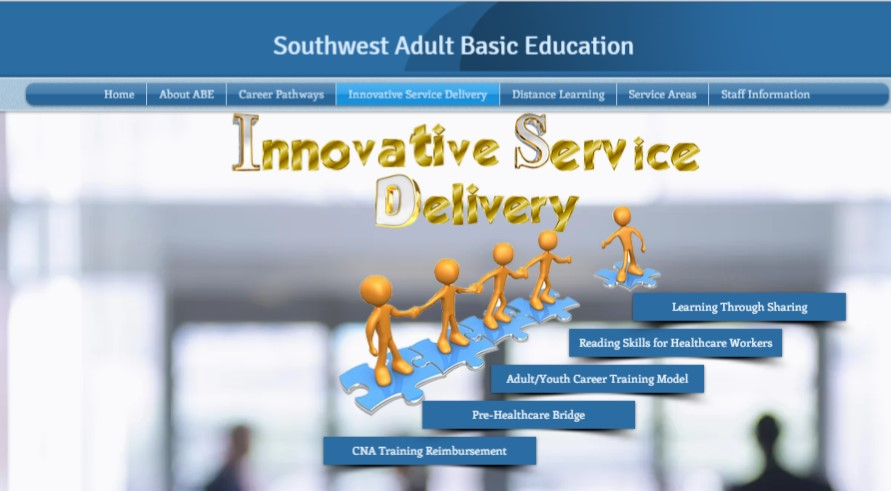 Southwest Adult Basic Education
Home About ABE Career Pathways Innovative Service Delivery Distance Learning Service Areas Staff Information
Innovative Service
Delivery
Learning Through Sharing
Reading Skills for Healthcare Workers
Adult/Youth Career Training Model
Pre-Healthcare Bridge
CNA Training Reimbursement